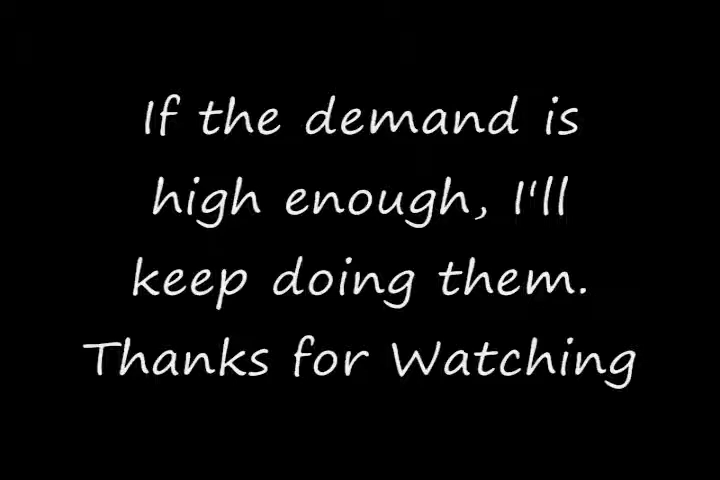 If the demand is
high enough, I'll
keep doing them.
Thanks for Watching